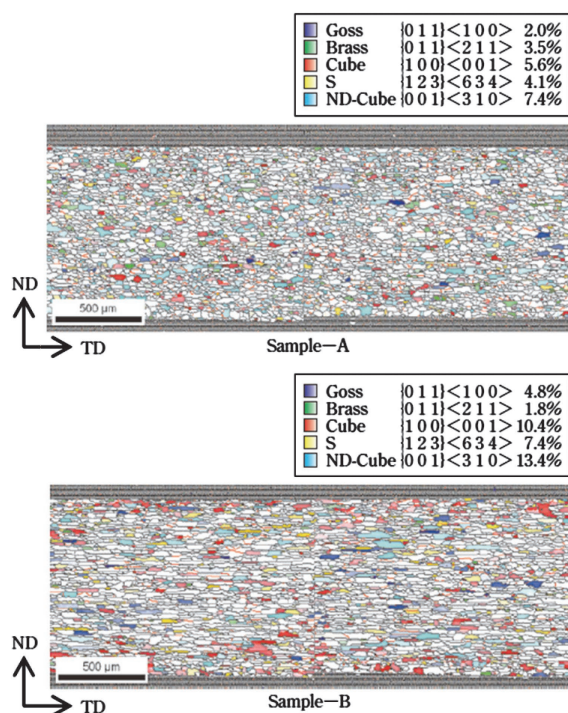 Goss {0 1 1}<1 0 0> 2.0%
Brass {0 1 1}<2 1 1> 3.5%
Cube {1 0 0}<0 0 1> 5.6%
S {1 2 3}<6 3 4> 4.1%
ND-Cube {0 0 1}<3 1 0> 7.4%
ND
500 µm
TD
Sample—A
Goss {0 1 1}<1 0 0> 4.8%
Brass {0 1 1}<2 1 1> 1.8%
Cube {1 0 0}<0 0 1> 10.4%
S {1 2 3}<6 3 4> 7.4%
ND-Cube {0 0 1}<3 1 0> 13.4%
ND
500 µm
TD
Sample—B